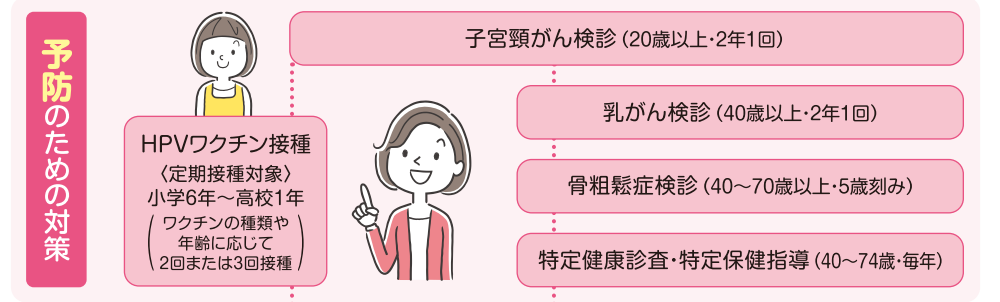 予防のための対策
子宮頸がん検診（20歳以上・2年1回）
HPVワクチン接種
〈定期接種対象〉
小学6年～高校1年
（ワクチンの種類や
年齢に応じて
2回または3回接種）
乳がん検診（40歳以上・2年1回）
骨粗鬆症検診（40～70歳以上・5歳刻み）
特定健康診査・特定保健指導（40～74歳・毎年）